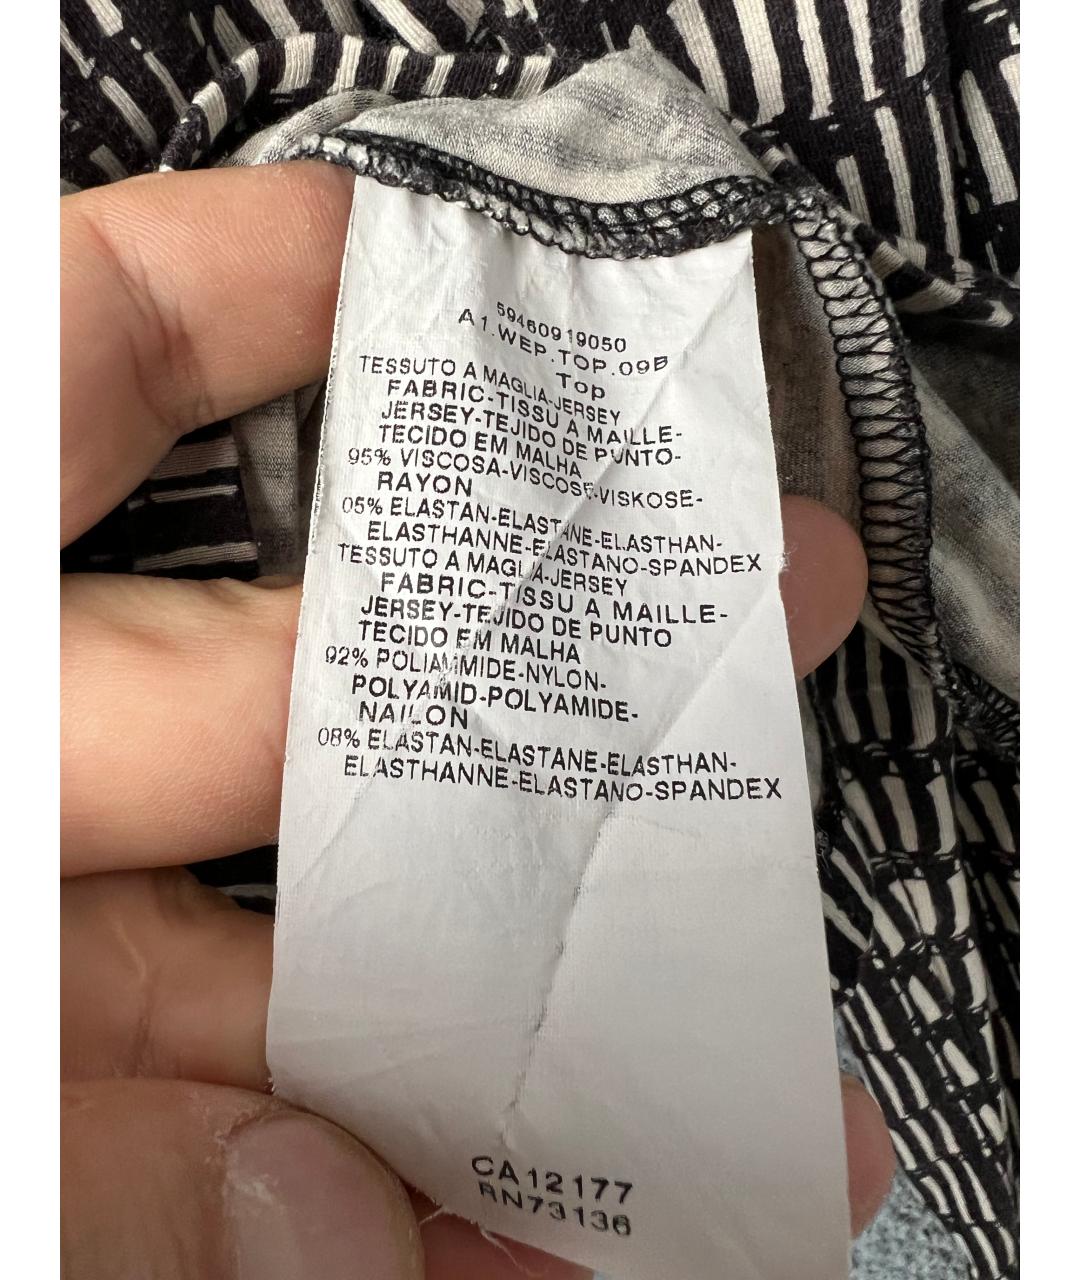 59460919050
A1.WEP.TOP.09B
Top
TESSUTO A MAGLIA-JERSEY
FABRIC-TISSU A MAILLE-
JERSEY-TEJIDO DE PUNTO-
TECIDO EM MALHA
95% VISCOSA-VISCOSE-VISKOSE-
RAYON
05% ELASTAN-ELASTANE-ELASTHAN-
ELASTHANNE-ELASTANO-SPANDEX
TESSUTO A MAGLIA-JERSEY
FABRIC-TISSU A MAILLE-
JERSEY-TEJIDO DE PUNTO
TECIDO EM MALHA
92% POLIAMMIDE-NYLON-
POLYAMID-POLYAMIDE-
NAILON
08% ELASTAN-ELASTANE-ELASTHAN-
ELASTHANNE-ELASTANO-SPANDEX
CA12177
RN73136